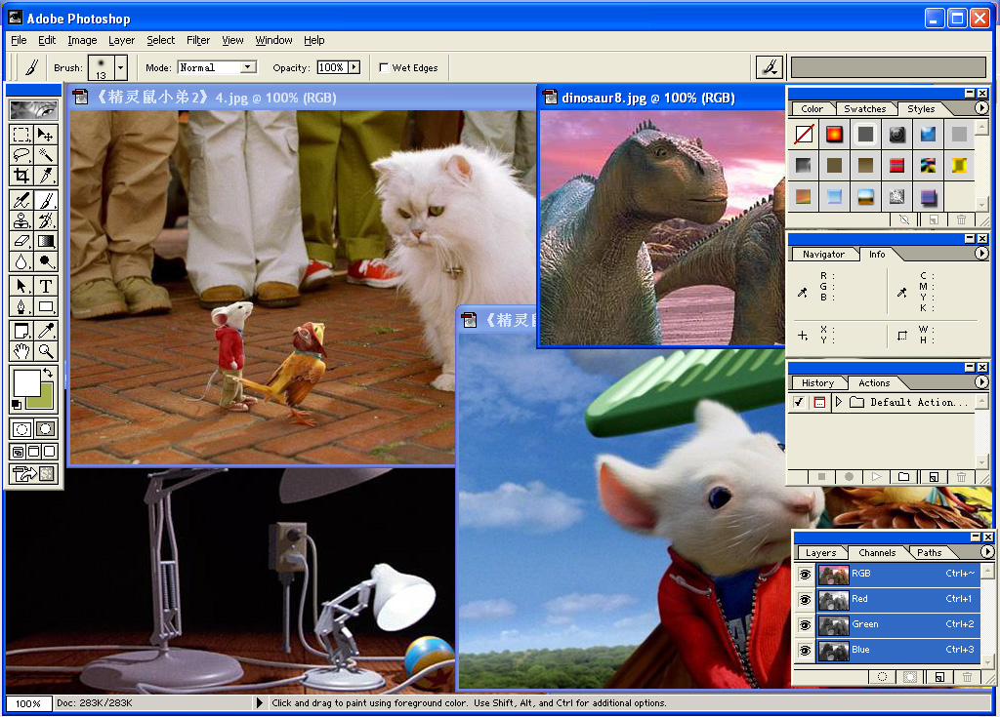 Adobe Photoshop
File Edit Image Layer Select Filter View Window Help
Brush: 13 Mode: Normal Opacity: 100% Wet Edges
《精灵鼠小弟2》4.jpg @ 100% (RGB)
dinosaur8.jpg @ 100% (RGB)
《精灵
Color Swatches Styles
Navigator Info
R : C :
G : M :
B : Y :
K :
X : W :
Y : H :
History Actions
Default Action...
Layers Channels Paths
RGB Ctrl+~
Red Ctrl+1
Green Ctrl+2
Blue Ctrl+3
100% Doc: 283K/283K Click and drag to paint using foreground color. Use Shift, Alt, and Ctrl for additional options.